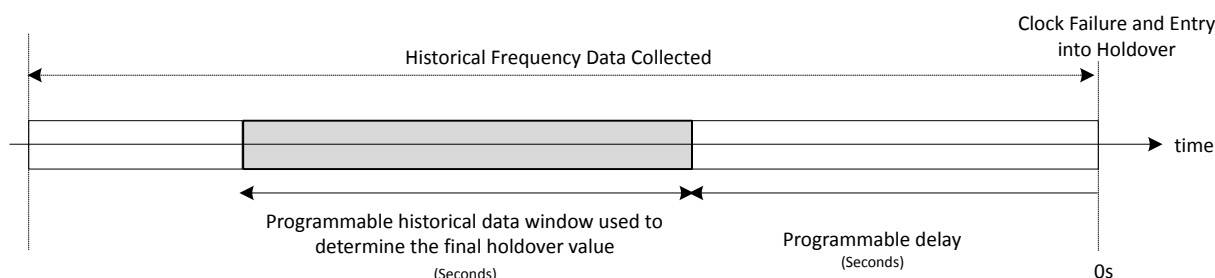 Clock Failure and Entry
into Holdover
Historical Frequency Data Collected
time
Programmable historical data window used to
determine the final holdover value
(Seconds)
Programmable delay
(Seconds)
0s